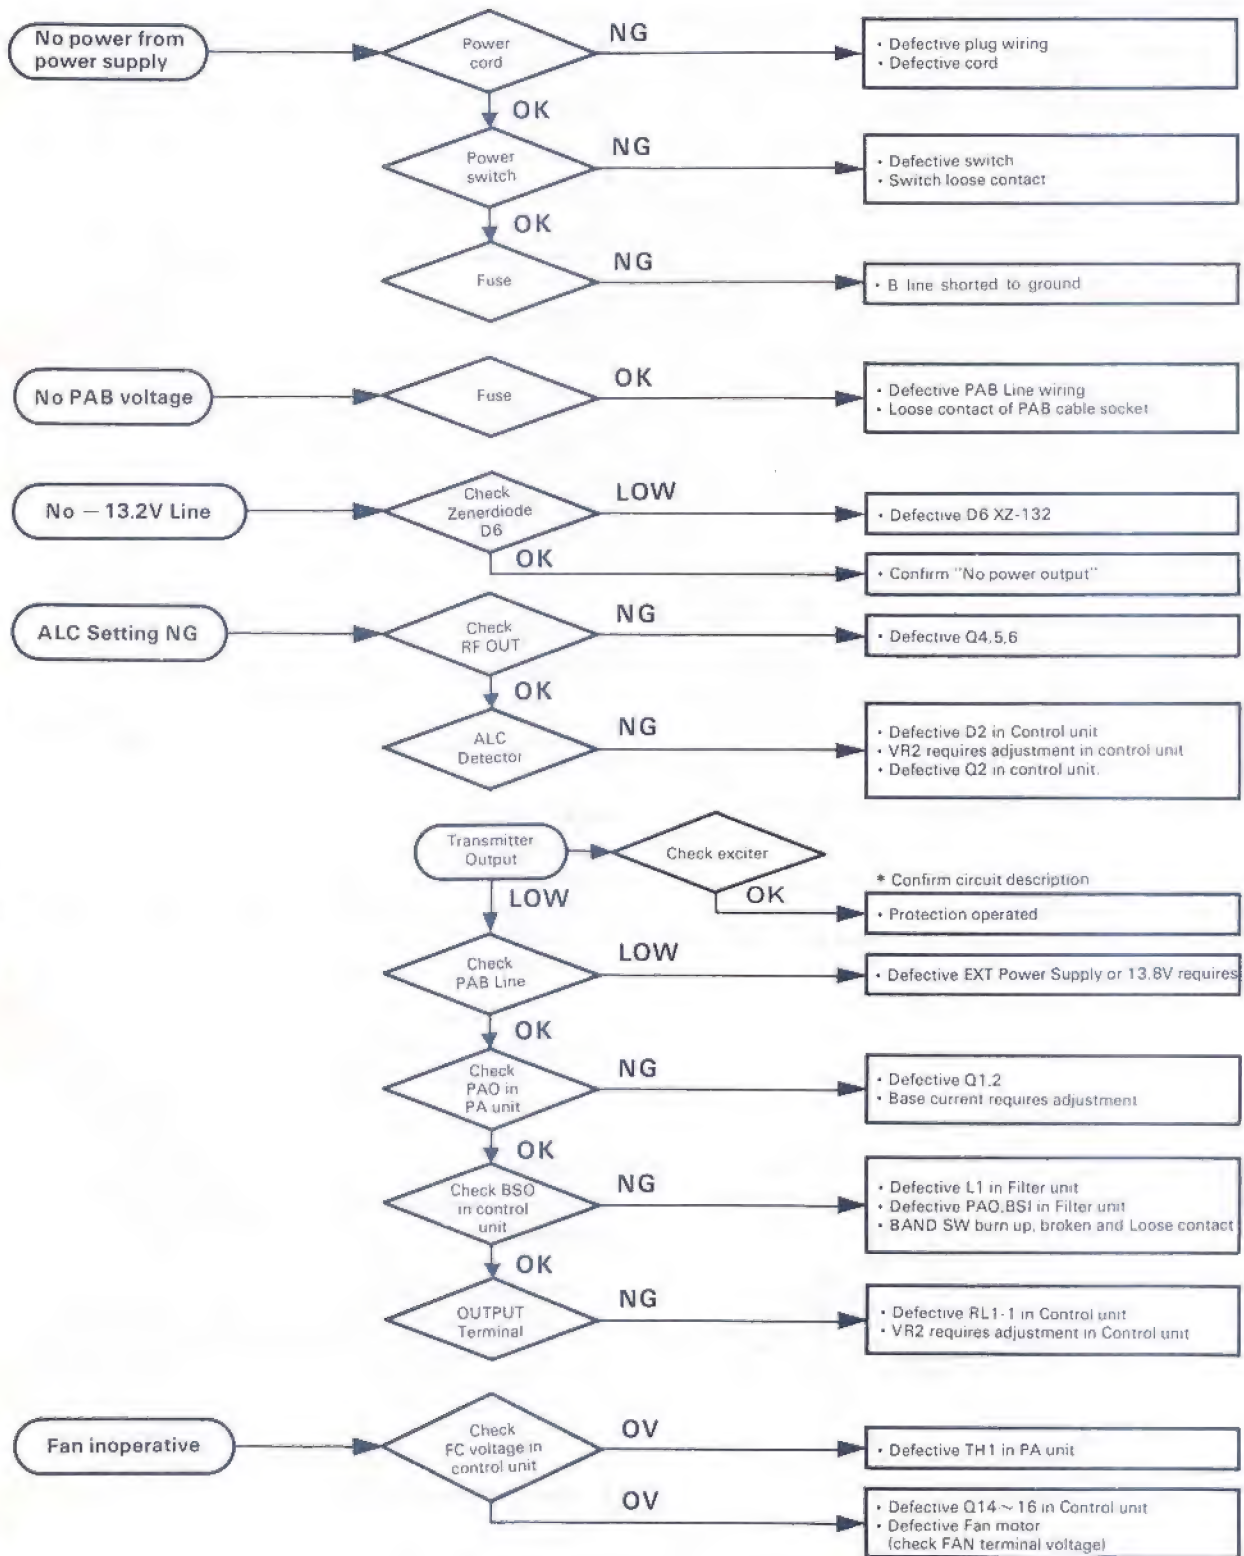 No power from
power supply
Power
cord
NG
· Defective plug wiring
· Defective cord
OK
Power
switch
NG
· Defective switch
· Switch loose contact
OK
Fuse
NG
· B line shorted to ground
No PAB voltage
Fuse
OK
· Defective PAB Line wiring
· Loose contact of PAB cable socket
No − 13.2V Line
Check
Zenerdiode
D6
LOW
· Defective D6 XZ-132
OK
· Confirm "No power output"
ALC Setting NG
Check
RF OUT
NG
· Defective Q4,5,6
OK
ALC
Detector
NG
· Defective D2 in Control unit
· VR2 requires adjustment in control unit
· Defective Q2 in control unit.
Transmitter
Output
Check exciter
* Confirm circuit description
OK
· Protection operated
LOW
Check
PAB Line
LOW
· Defective EXT Power Supply or 13.8V requires
OK
Check
PAO in
PA unit
NG
· Defective Q1,2
· Base current requires adjustment
OK
Check BSO
in control
unit
NG
· Defective L1 in Filter unit
· Defective PAO,BSI in Filter unit
· BAND SW burn up, broken and Loose contact
OK
OUTPUT
Terminal
NG
· Defective RL1-1 in Control unit
· VR2 requires adjustment in Control unit
Fan inoperative
Check
FC voltage in
control unit
OV
· Defective TH1 in PA unit
OV
· Defective Q14 ~ 16 in Control unit
· Defective Fan motor
(check FAN terminal voltage)